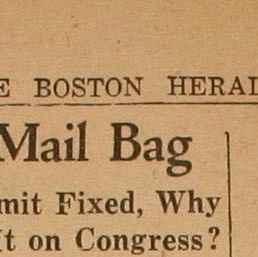 E BOSTON HERAL
Mail Bag
mit Fixed, Why
It on Congress?